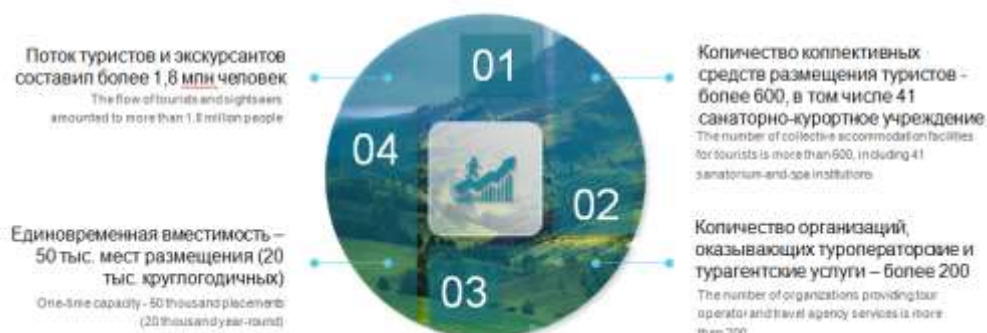 Поток туристов и экскурсантов
составил более 1,8 млн человек
The flow of tourists and sightseers
amounted to more than 1.8 million people
01
Количество коллективных
средств размещения туристов -
более 600, в том числе 41
санаторно-курортное учреждение
The number of collective accommodation facilities
for tourists is more than 600, including 41
sanatorium-and-spa institutions
04
02
Единовременная вместимость –
50 тыс. мест размещения (20
тыс. круглогодичных)
One-time capacity - 50 thousand placements
(20 thousand year-round)
03
Количество организаций,
оказывающих туроператорские и
турагентские услуги – более 200
The number of organizations providing tour
operator and travel agency services is more
than 200